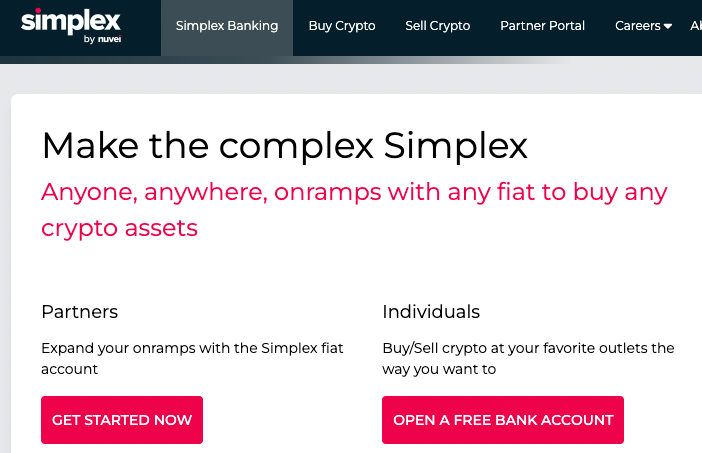 simplex
by nuvei
Simplex Banking
Buy Crypto
Sell Crypto
Partner Portal
Careers
Make the complex Simplex
Anyone, anywhere, onramps with any fiat to buy any
crypto assets
Partners
Expand your onramps with the Simplex fiat
account
GET STARTED NOW
Individuals
Buy/Sell crypto at your favorite outlets the
way you want to
OPEN A FREE BANK ACCOUNT